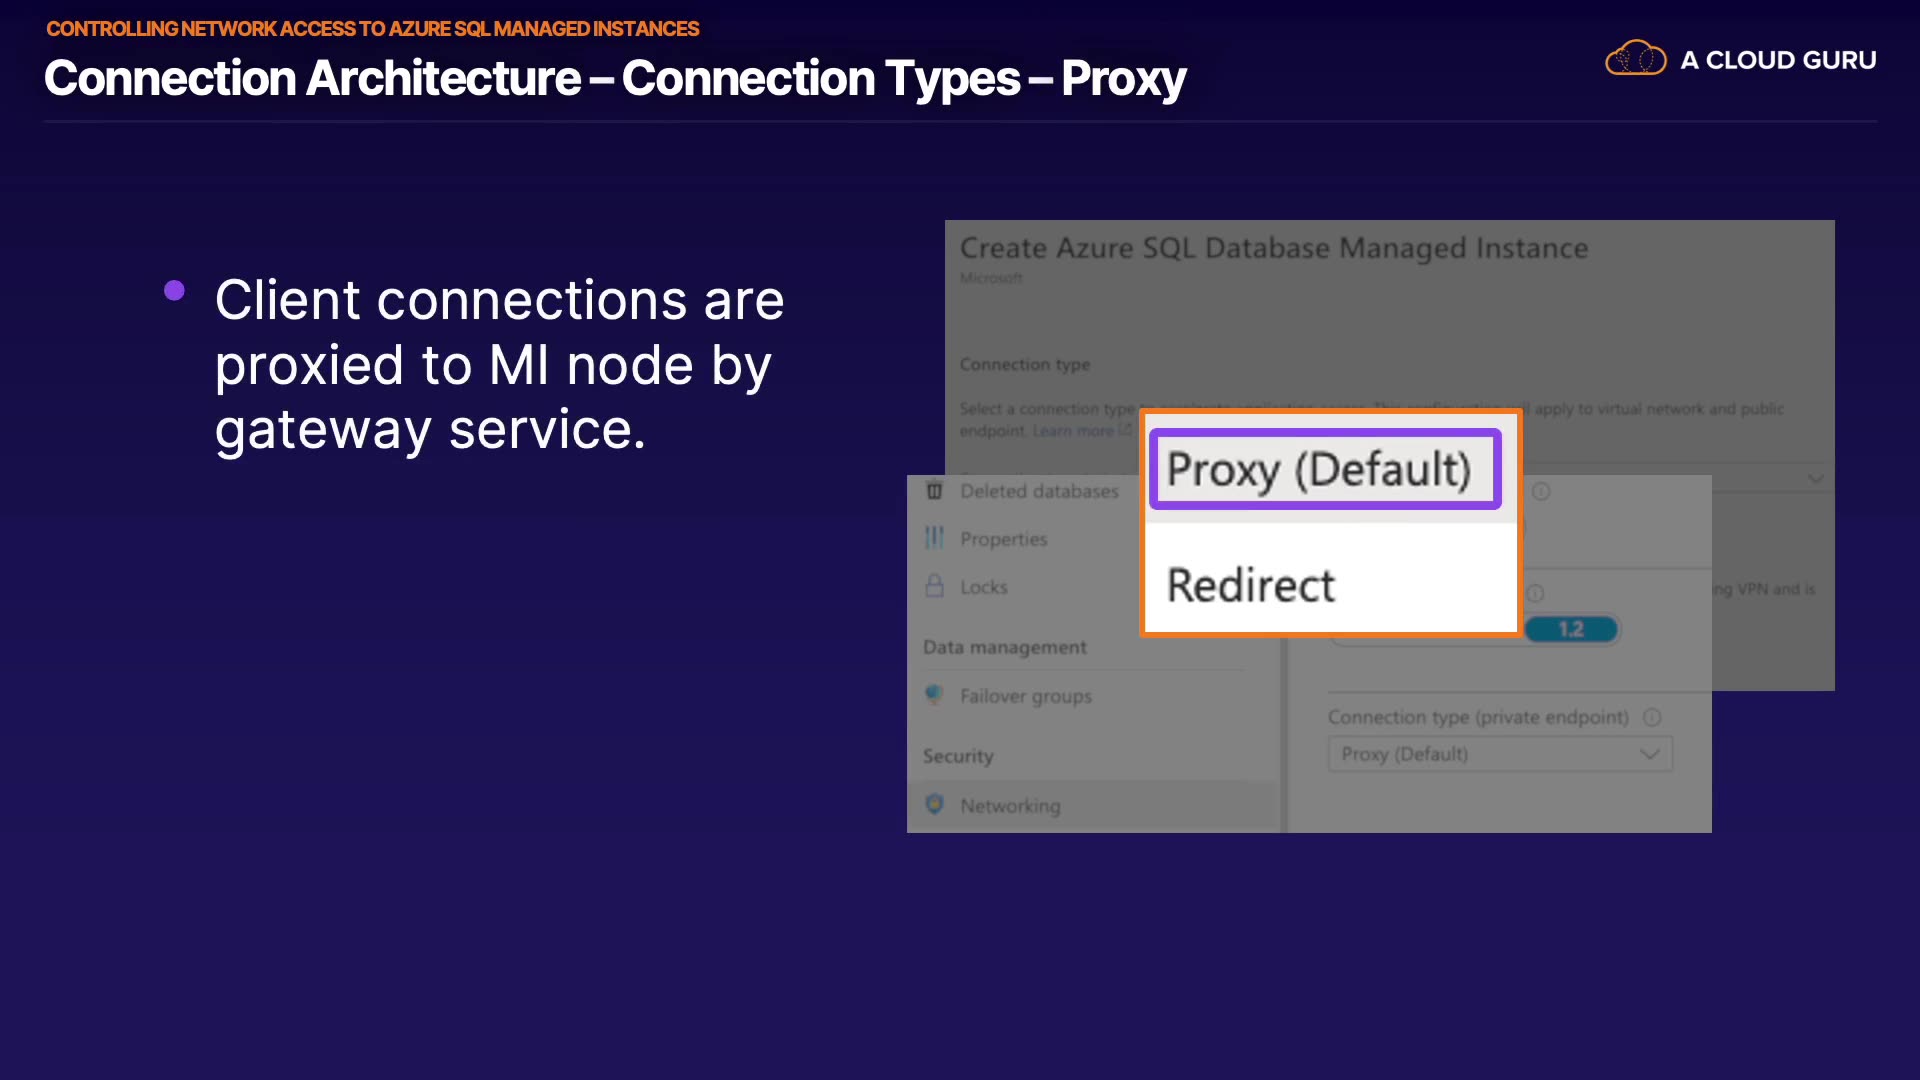 CONTROLLING NETWORK ACCESS TO AZURE SQL MANAGED INSTANCES
Connection Architecture – Connection Types – Proxy
A CLOUD GURU
Client connections are
proxied to MI node by
gateway service.
Create Azure SQL Database Managed Instance
Microsoft
Connection type
Select a connection type to apply to virtual network and public
endpoint. Learn more
Proxy (Default)
Redirect
Deleted databases
Properties
Locks
VPN and is
1.2
Data management
Failover groups
Connection type (private endpoint)
Proxy (Default)
Security
Networking